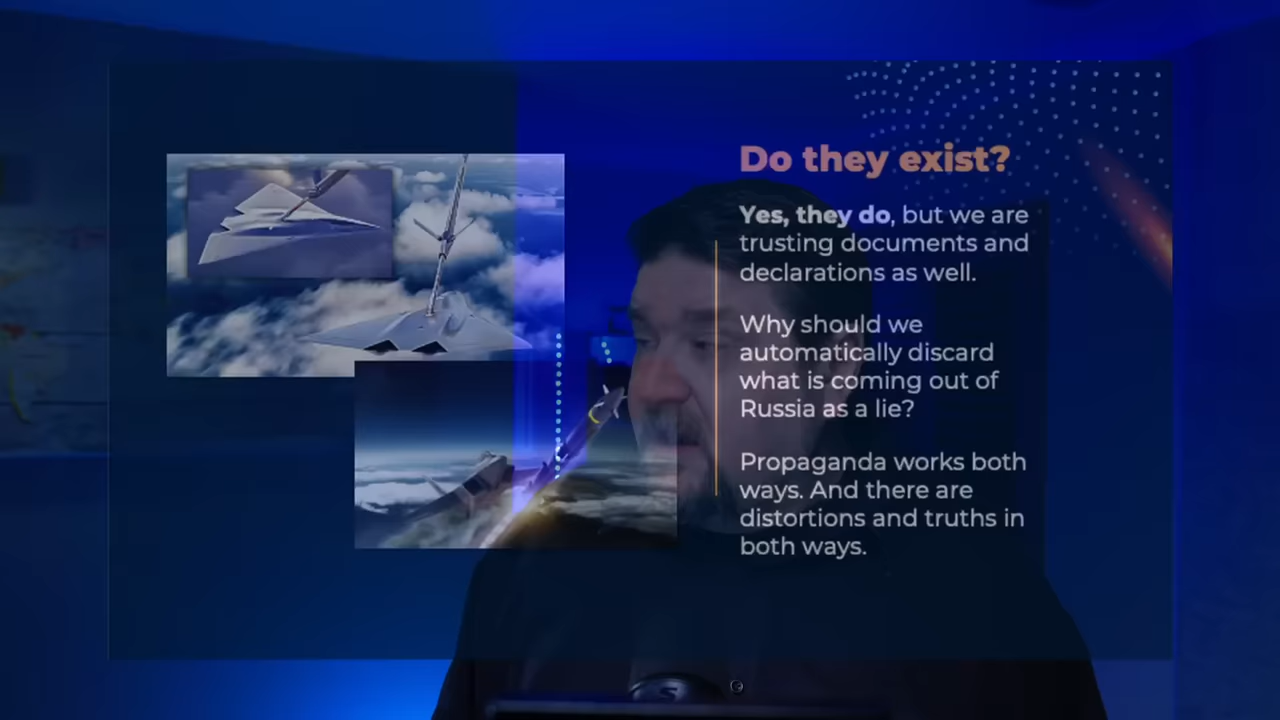 Do they exist?
Yes, they do, but we are
trusting documents and
declarations as well.
Why should we
automatically discard
what is coming out of
Russia as a lie?
Propaganda works both
ways. And there are
distortions and truths in
both ways.